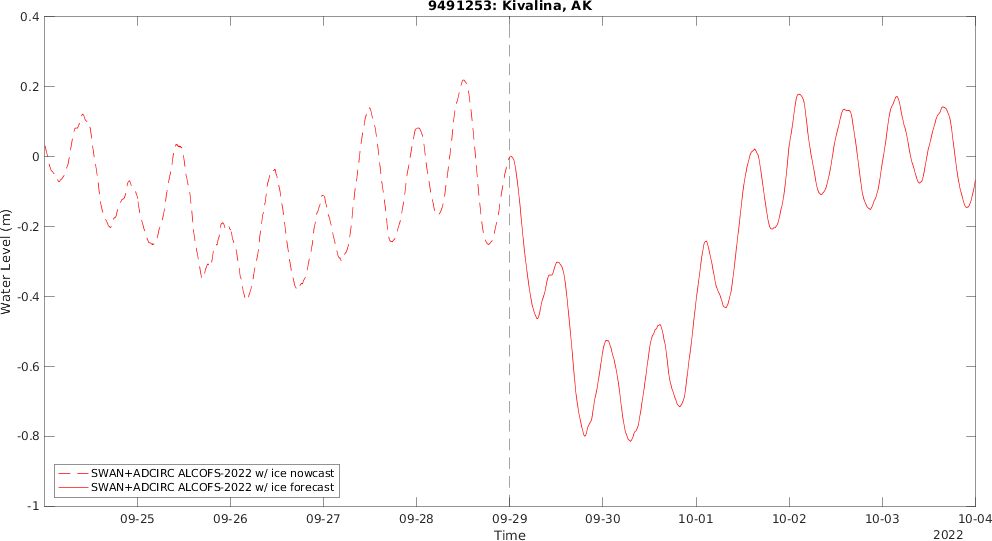 9491253: Kivalina, AK
0.4
0.2
0
-0.2
-0.4
-0.6
-0.8
-1
Water Level (m)
SWAN+ADCIRC ALCOFS-2022 w/ ice nowcast
SWAN+ADCIRC ALCOFS-2022 w/ ice forecast
09-25 09-26 09-27 09-28 09-29 09-30 10-01 10-02 10-03 10-04
Time
2022